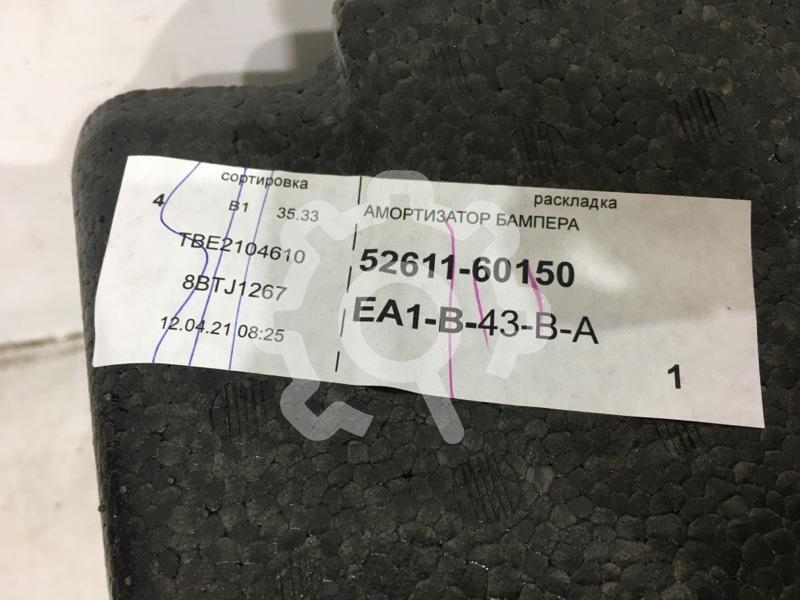 сортировка
4 B1 35.33
TBE2104610
8BTJ1267
12.04.21 08:25
раскладка
АМОРТИЗАТОР БАМПЕРА
52611-60150
EA1-B-43-B-A
1